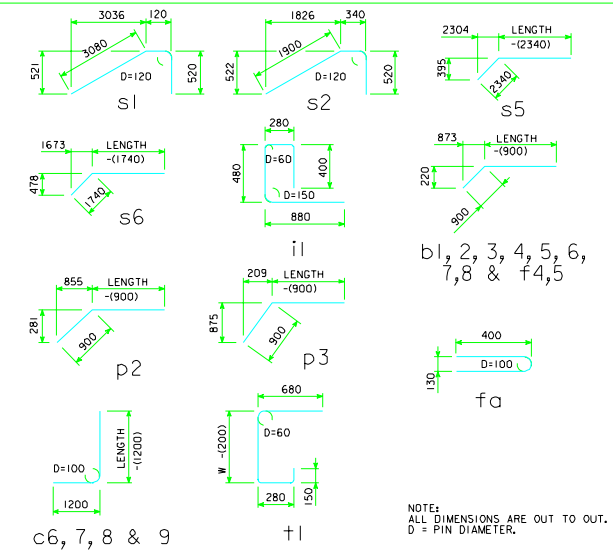 3036
120
3080
521
D=120
520
s1
1826
340
1900
522
D=120
520
s2
2304
LENGTH
-(2340)
395
2340
s5
1673
LENGTH
-(1740)
478
1740
s6
280
D=60
480
400
D=150
880
i1
873
LENGTH
-(900)
220
900
b1, 2, 3, 4, 5, 6,
7,8 & f4,5
855
LENGTH
-(900)
281
900
p2
209
LENGTH
-(900)
875
900
p3
400
D=100
130
fa
D=100
LENGTH
-(1200)
1200
c6, 7, 8 & 9
680
D=60
W -(200)
280
150
t1
NOTE:
ALL DIMENSIONS ARE OUT TO OUT.
D = PIN DIAMETER.